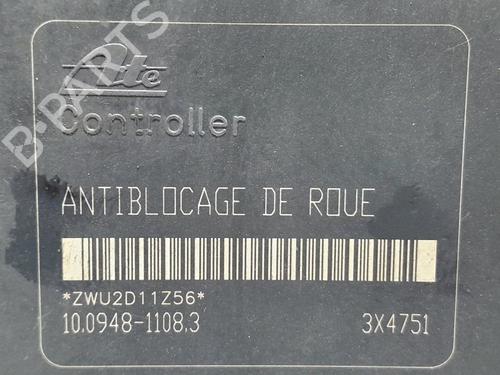 Ate
Controller
ANTIBLOCAGE DE ROUE
*ZWU2D11Z56*
10.0948-1108.3 3X4751
B-PARTS